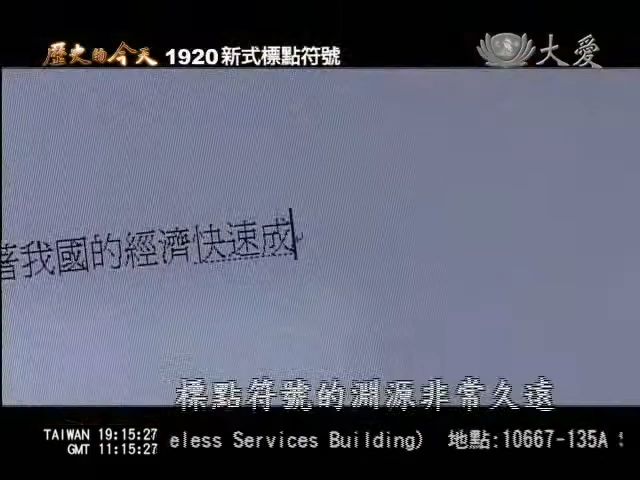 歷史的今天 1920新式標點符號
大愛
著我國的經濟快速成
標點符號的淵源非常久遠
TAIWAN 19:15:27
GMT 11:15:27
eless Services Building) 地點:10667-135A